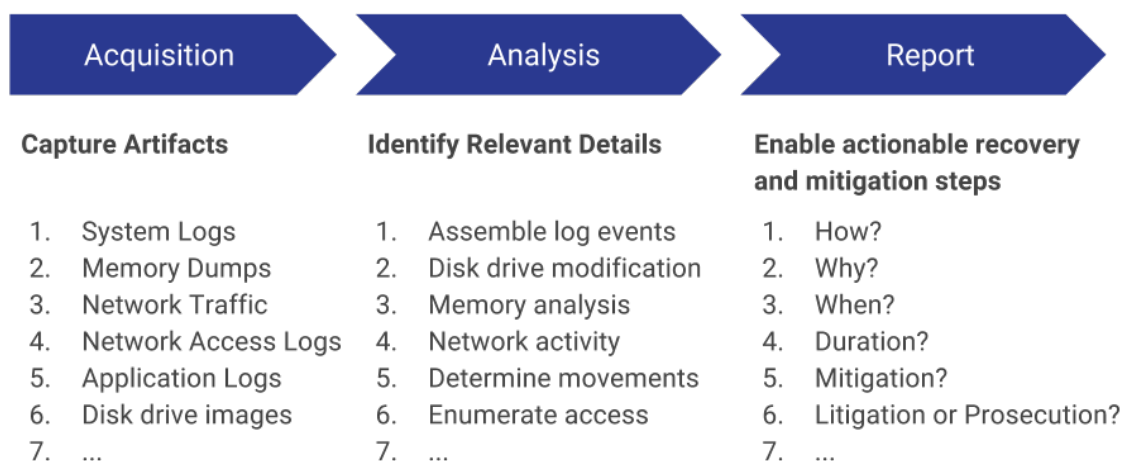 Acquisition
Capture Artifacts
1. System Logs
2. Memory Dumps
3. Network Traffic
4. Network Access Logs
5. Application Logs
6. Disk drive images
7. ...
Analysis
Identify Relevant Details
1. Assemble log events
2. Disk drive modification
3. Memory analysis
4. Network activity
5. Determine movements
6. Enumerate access
7. ...
Report
Enable actionable recovery
and mitigation steps
1. How?
2. Why?
3. When?
4. Duration?
5. Mitigation?
6. Litigation or Prosecution?
7. ...